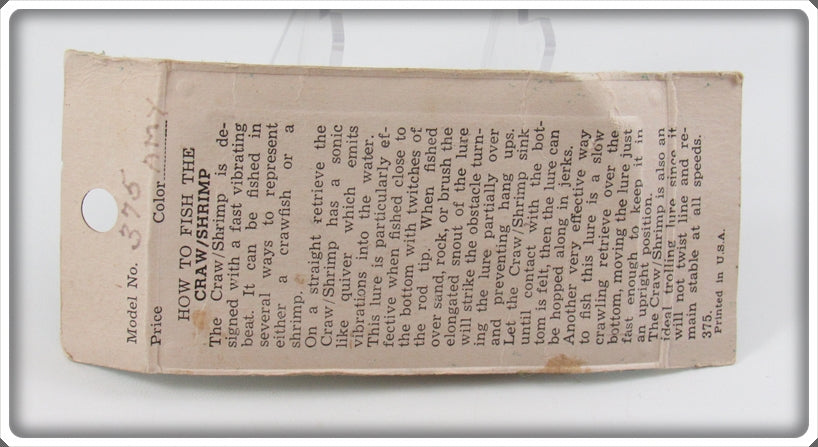 Model No. 375 DMY
Price Color
HOW TO FISH THE
CRAW/SHRIMP
The Craw/Shrimp is de-
signed with a fast vibrating
beat. It can be fished in
several ways to represent
either a crawfish or a
shrimp.
On a straight retrieve the
Craw/Shrimp has a sonic
like quiver which emits
vibrations into the water.
This lure is particularly ef-
fective when fished close to
the bottom with twitches of
the rod tip. When fished
over sand, rock, or brush the
elongated snout of the lure
will strike the obstacle turn-
ing the lure partially over
and preventing hang ups.
Let the Craw/Shrimp sink
until contact with the bot-
tom is felt, then the lure can
be hopped along in jerks.
Another very effective way
to fish this lure is a slow
crawling retrieve over the
bottom, moving the lure just
fast enough to keep it in
an upright position.
The Craw/Shrimp is also an
ideal trolling lure since it
will not twist line and re-
main stable at all speeds.
375.
Printed in U.S.A.